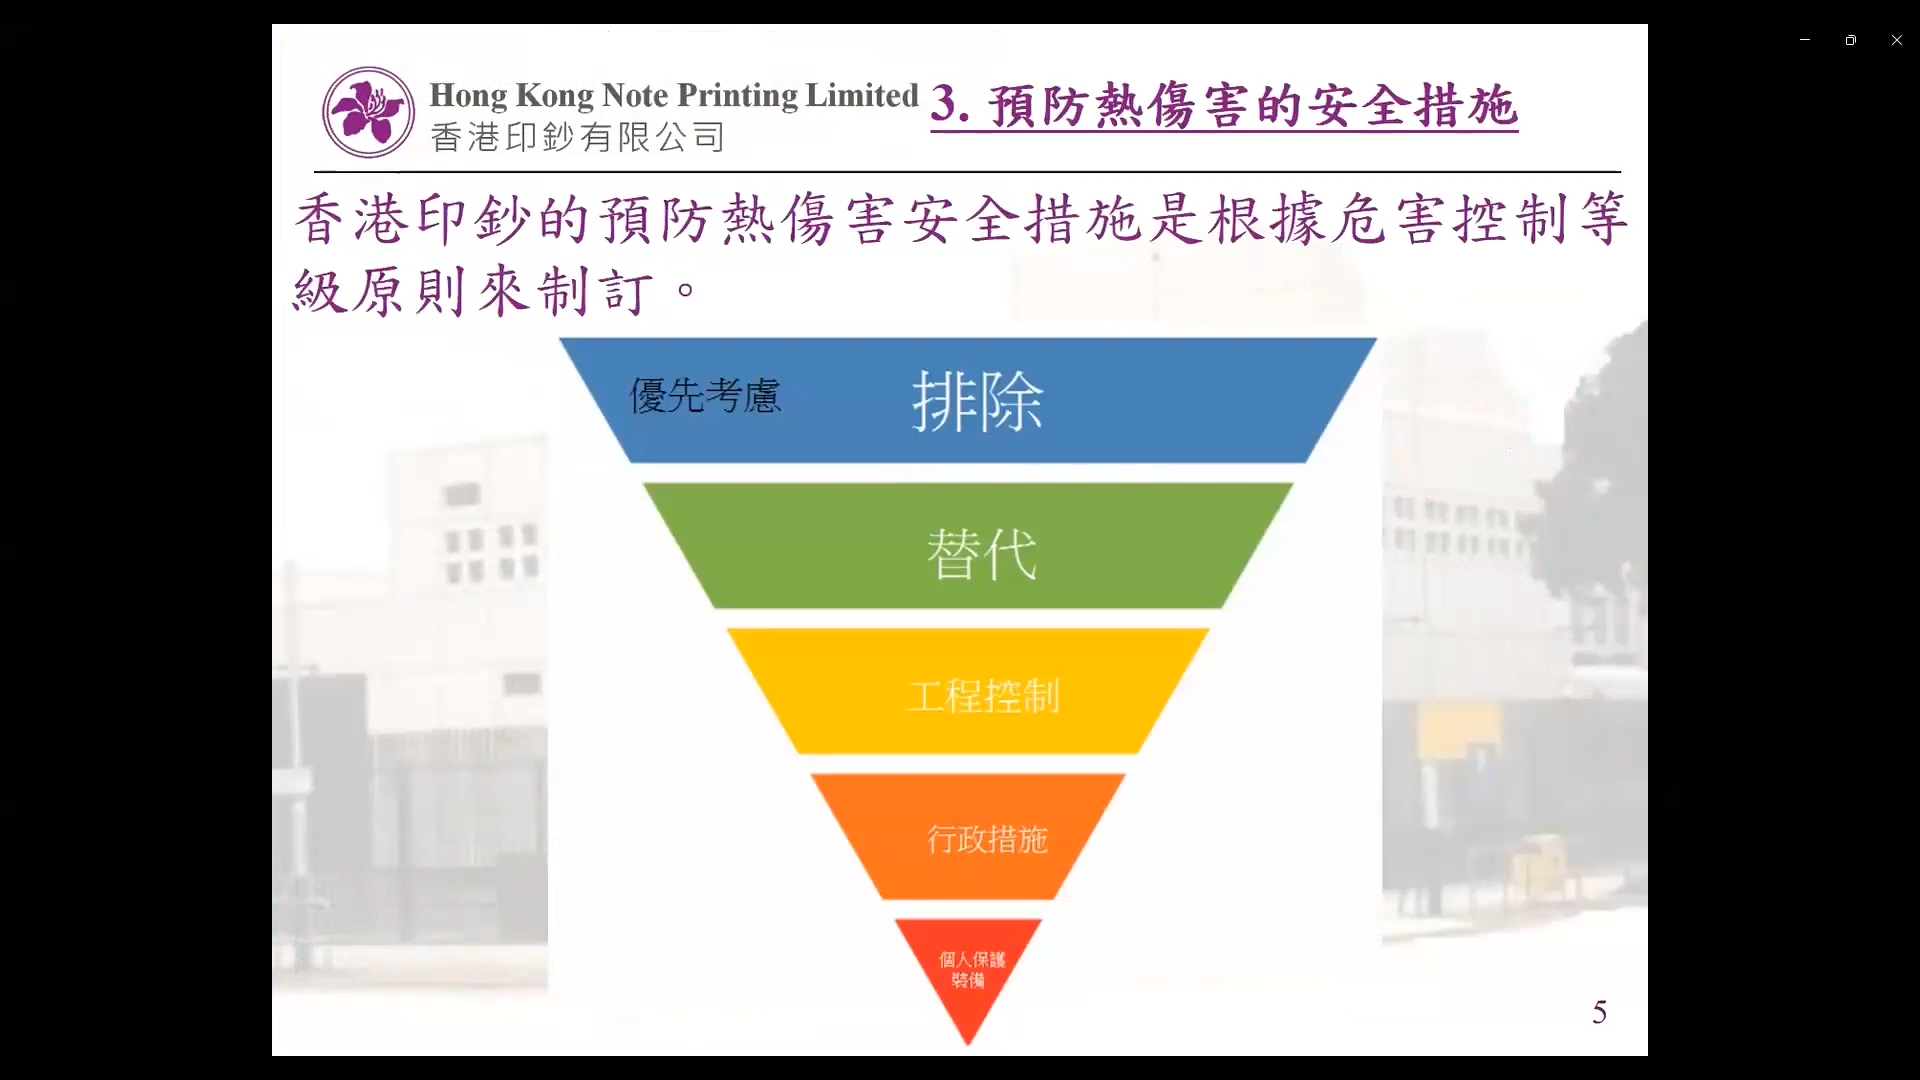 Hong Kong Note Printing Limited
香港印鈔有限公司
3. 預防熱傷害的安全措施
香港印鈔的預防熱傷害安全措施是根據危害控制等
級原則來制訂。
優先考慮
排除
替代
工程控制
行政措施
個人保護
裝備
5